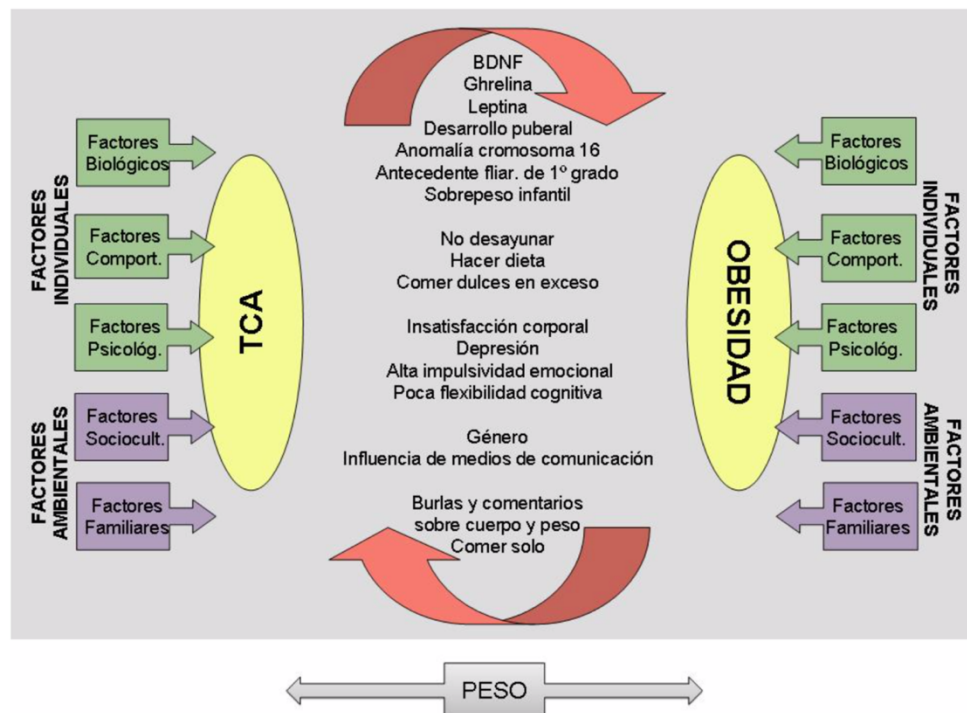 FACTORES
INDIVIDUALES
Factores
Biológicos
Factores
Comport.
Factores
Psicológ.
FACTORES
AMBIENTALES
Factores
Sociocult.
Factores
Familiares
TCA
BDNF
Ghrelina
Leptina
Desarrollo puberal
Anomalía cromosoma 16
Antecedente fliar. de 1º grado
Sobrepeso infantil
No desayunar
Hacer dieta
Comer dulces en exceso
Insatisfacción corporal
Depresión
Alta impulsividad emocional
Poca flexibilidad cognitiva
Género
Influencia de medios de comunicación
Burlas y comentarios
sobre cuerpo y peso
Comer solo
OBESIDAD
Factores
Biológicos
Factores
Comport.
Factores
Psicológ.
FACTORES
INDIVIDUALES
Factores
Sociocult.
Factores
Familiares
FACTORES
AMBIENTALES
PESO